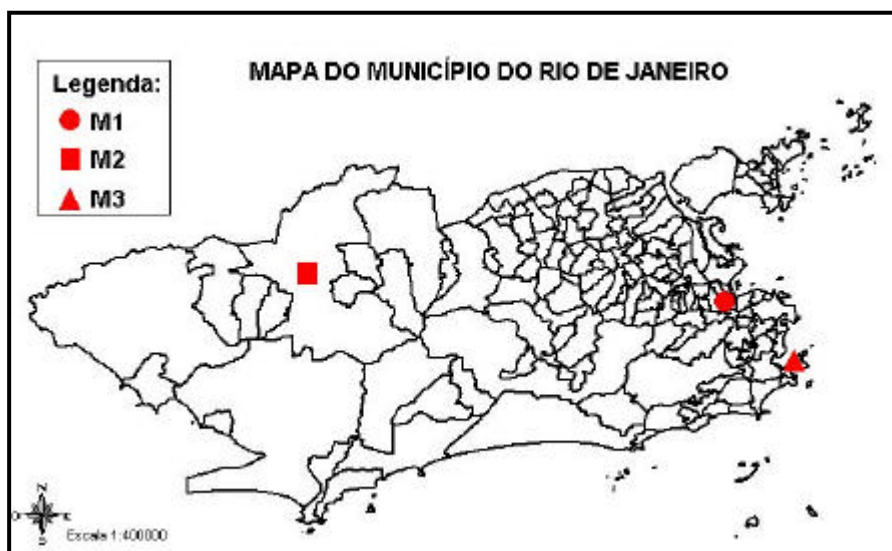 MAPA DO MUNICÍPIO DO RIO DE JANEIRO
Legenda:
M1
M2
M3
N
O
E
S
Escala 1:400000